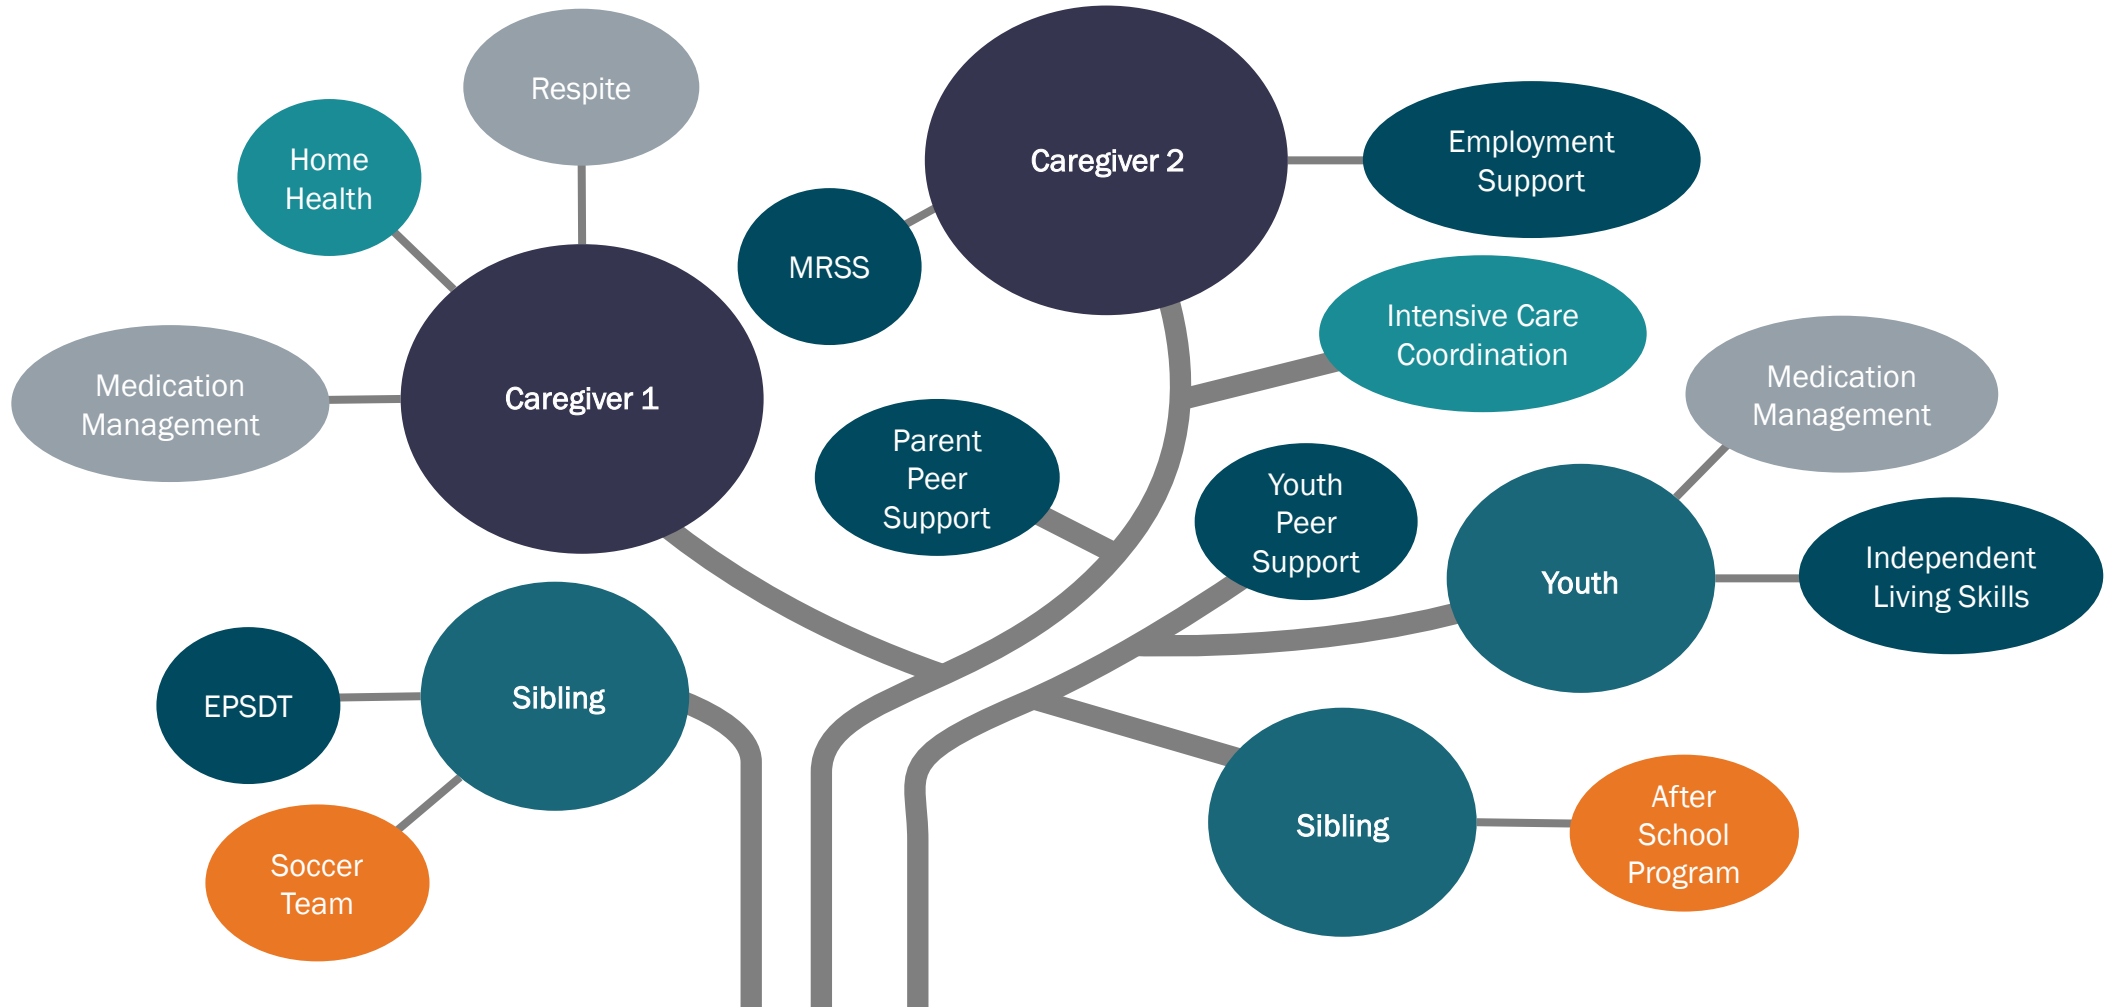 Respite
Home
Health
Caregiver 2
Employment
Support
MRSS
Medication
Management
Caregiver 1
Intensive Care
Coordination
Medication
Management
Parent
Peer
Support
Youth
Peer
Support
Youth
Independent
Living Skills
EPSDT
Sibling
Soccer
Team
Sibling
After
School
Program